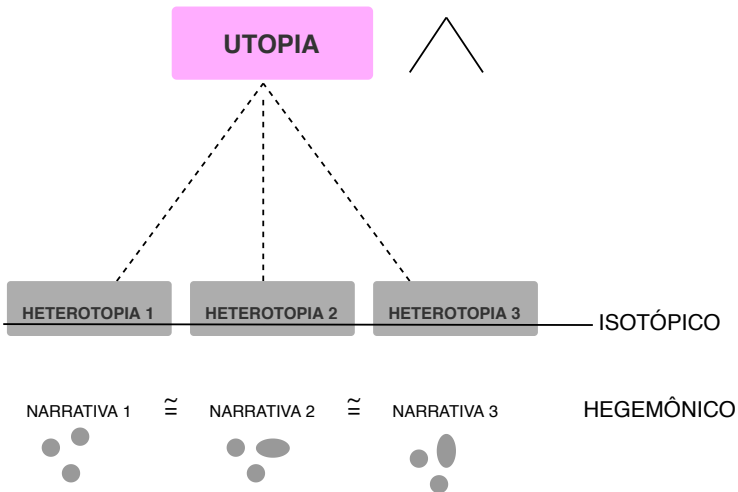 UTOPIA
HETEROTOPIA 1 HETEROTOPIA 2 HETEROTOPIA 3
ISOTÓPICO
NARRATIVA 1 ≅ NARRATIVA 2 ≅ NARRATIVA 3 HEGEMÔNICO